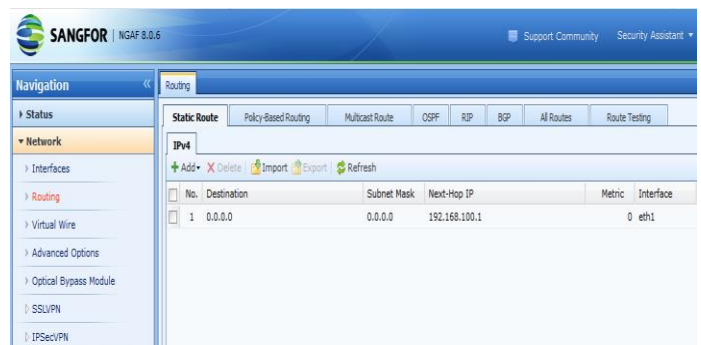 SANGFOR | NGAF 8.0.6
Support Community Security Assistant
Navigation
Routing
Status
Static Route Policy-Based Routing Multicast Route OSPF RIP BGP All Routes Route Testing
Network
IPv4
Interfaces
Add Delete Import Export Refresh
Routing
No. Destination Subnet Mask Next-Hop IP Metric Interface
1 0.0.0.0 0.0.0.0 192.168.100.1 0 eth1
Virtual Wire
Advanced Options
Optical Bypass Module
SSLVPN
IPSecVPN